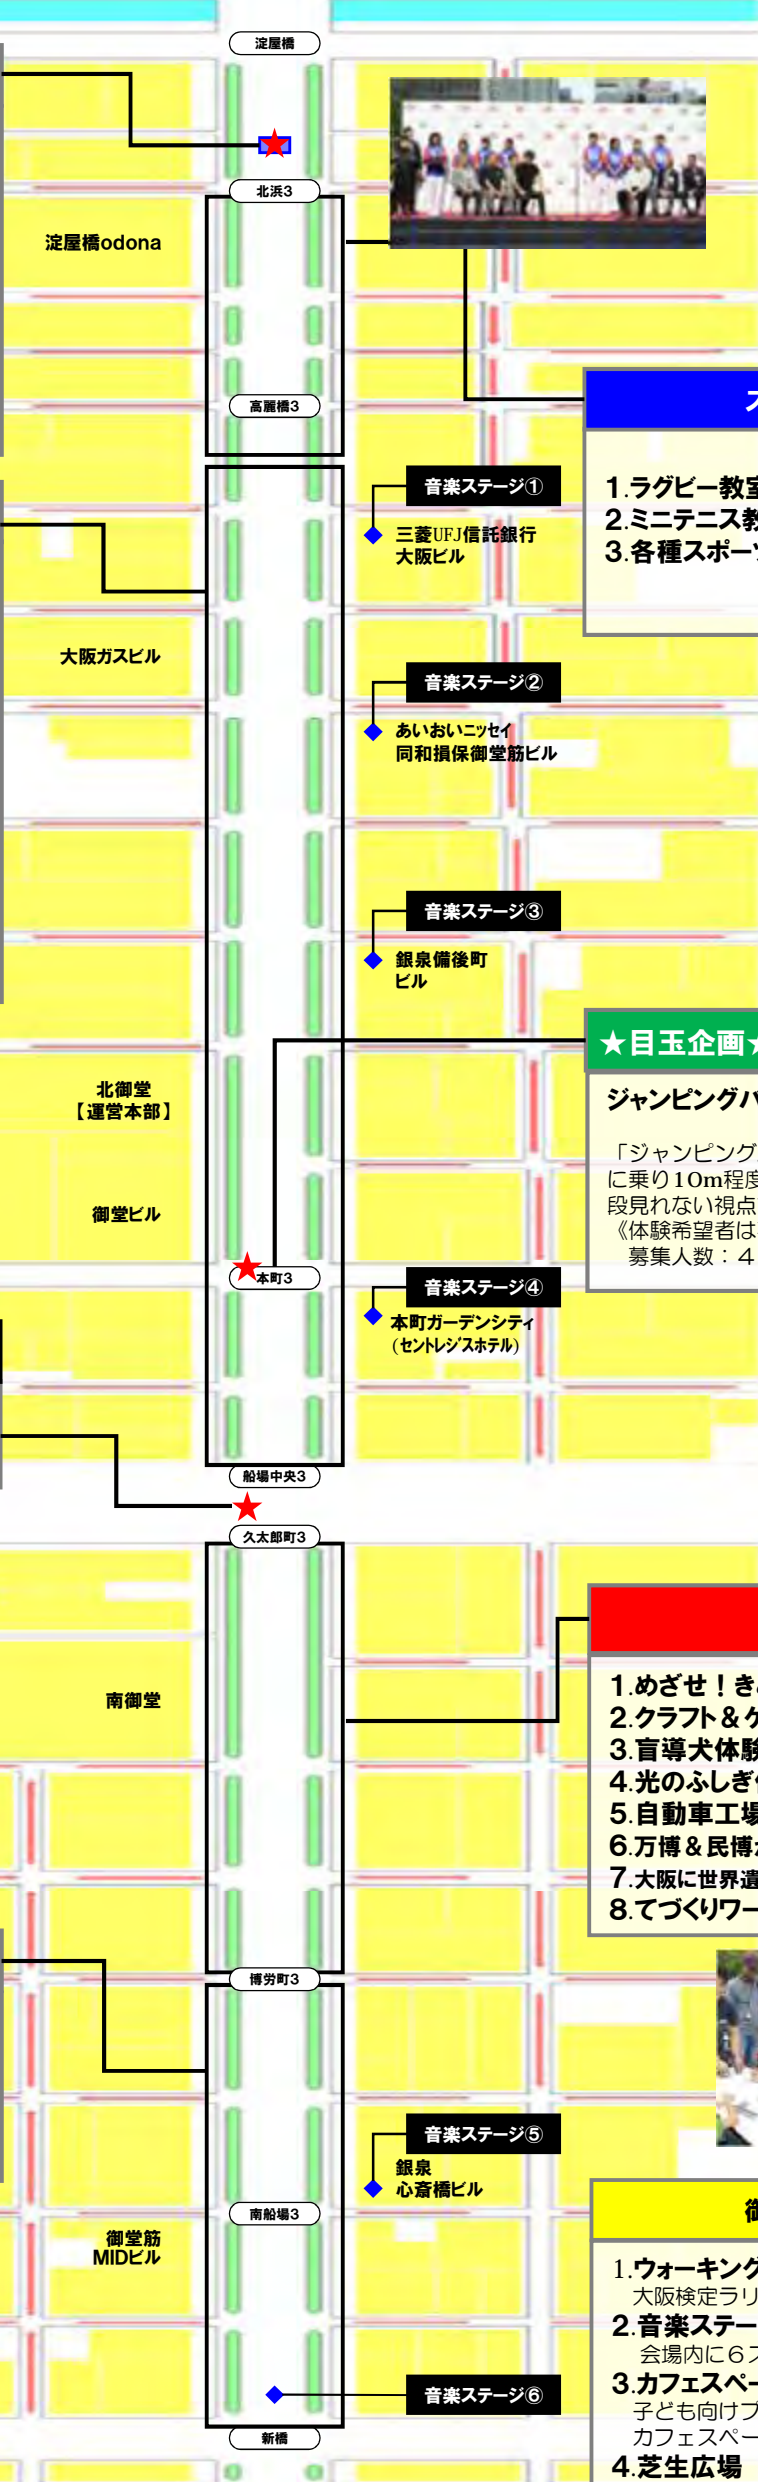 淀屋橋
北浜3
淀屋橋odona
高麗橋3
ス
1.ラグビー教室
2.ミニテニス教
3.各種スポーツ
音楽ステージ①
三菱UFJ信託銀行
大阪ビル
大阪ガスビル
音楽ステージ②
あいおいニッセイ
同和損保御堂筋ビル
音楽ステージ③
銀泉備後町
ビル
★目玉企画★
ジャンピングバ
「ジャンピング
に乗り10m程度
段見れない視点
《体験希望者は
募集人数：４
北御堂
【運営本部】
御堂ビル
本町3
音楽ステージ④
本町ガーデンシティ
(セントレジスホテル)
船場中央3
久太郎町3
南御堂
1.めざせ！き
2.クラフト＆ケ
3.盲導犬体験
4.光のふしぎ
5.自動車工場
6.万博＆民博
7.大阪に世界遺
8.てづくりワー
博労町3
音楽ステージ⑤
銀泉
心斎橋ビル
南船場3
御堂筋
MIDビル
御
1.ウォーキング
大阪検定ラリ
2.音楽ステー
会場内に６ス
3.カフェスペー
子ども向けブ
カフェスペー
4.芝生広場
音楽ステージ⑥
新橋